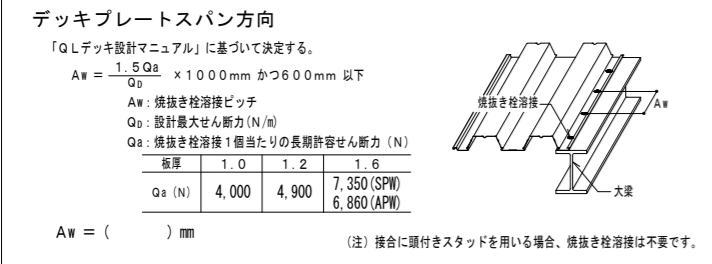 デッキプレートスパン方向
「QLデッキ設計マニュアル」に基づいて決定する。
Aw = 1.5Qa / QD ×1000mm かつ600mm 以下
Aw:焼抜き栓溶接ピッチ
QD:設計最大せん断力(N/m)
Qa:焼抜き栓溶接1個当たりの長期許容せん断力(N)
板厚 1.0 1.2 1.6
Qa(N) 4,000 4,900 7,350(SPW)
6,860(APW)
Aw = (  ) mm
焼抜き栓溶接
Aw
大梁
(注)接合に頭付きスタッドを用いる場合、焼抜き栓溶接は不要です。